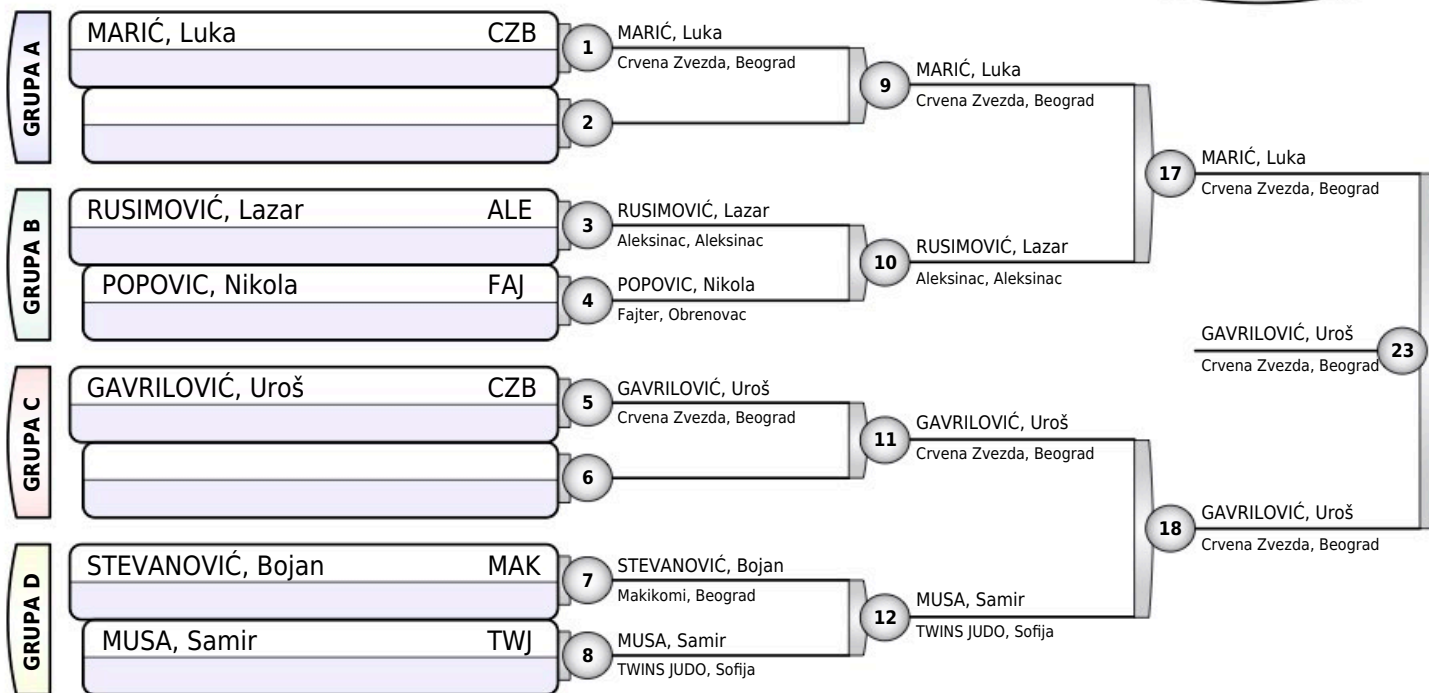 GRUPA A
MARIĆ, Luka CZB
1
2
MARIĆ, Luka
Crvena Zvezda, Beograd
9
MARIĆ, Luka
Crvena Zvezda, Beograd
GRUPA B
RUSIMOVIĆ, Lazar ALE
POPOVIC, Nikola FAJ
3
RUSIMOVIĆ, Lazar
Aleksinac, Aleksinac
4
POPOVIC, Nikola
Fajter, Obrenovac
10
RUSIMOVIĆ, Lazar
Aleksinac, Aleksinac
17
MARIĆ, Luka
Crvena Zvezda, Beograd
GRUPA C
GAVRILOVIĆ, Uroš CZB
5
GAVRILOVIĆ, Uroš
Crvena Zvezda, Beograd
6
11
GAVRILOVIĆ, Uroš
Crvena Zvezda, Beograd
GRUPA D
STEVANOVIĆ, Bojan MAK
MUSA, Samir TWJ
7
STEVANOVIĆ, Bojan
Makikomi, Beograd
8
MUSA, Samir
TWINS JUDO, Sofija
12
MUSA, Samir
TWINS JUDO, Sofija
18
GAVRILOVIĆ, Uroš
Crvena Zvezda, Beograd
GAVRILOVIĆ, Uroš
Crvena Zvezda, Beograd
23